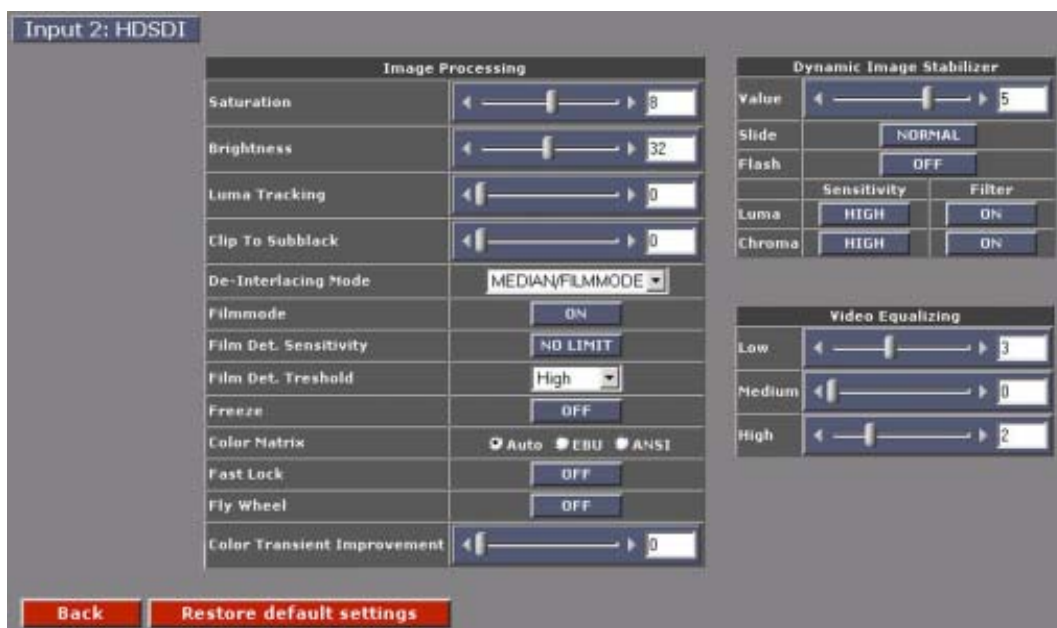 Input 2: HDSDI
Image Processing
Saturation 8
Brightness 32
Luma Tracking 0
Clip To Subblack 0
De-Interlacing Mode MEDIAN/FILMMODE
Filmmode ON
Film Det. Sensitivity NO LIMIT
Film Det. Treshold High
Freeze OFF
Color Matrix Auto EBU ANSI
Fast Lock OFF
Fly Wheel OFF
Color Transient Improvement 0
Dynamic Image Stabilizer
Value 5
Slide NORMAL
Flash OFF
Sensitivity Filter
Luma HIGH ON
Chroma HIGH ON
Video Equalizing
Low 3
Medium 0
High 2
Back Restore default settings